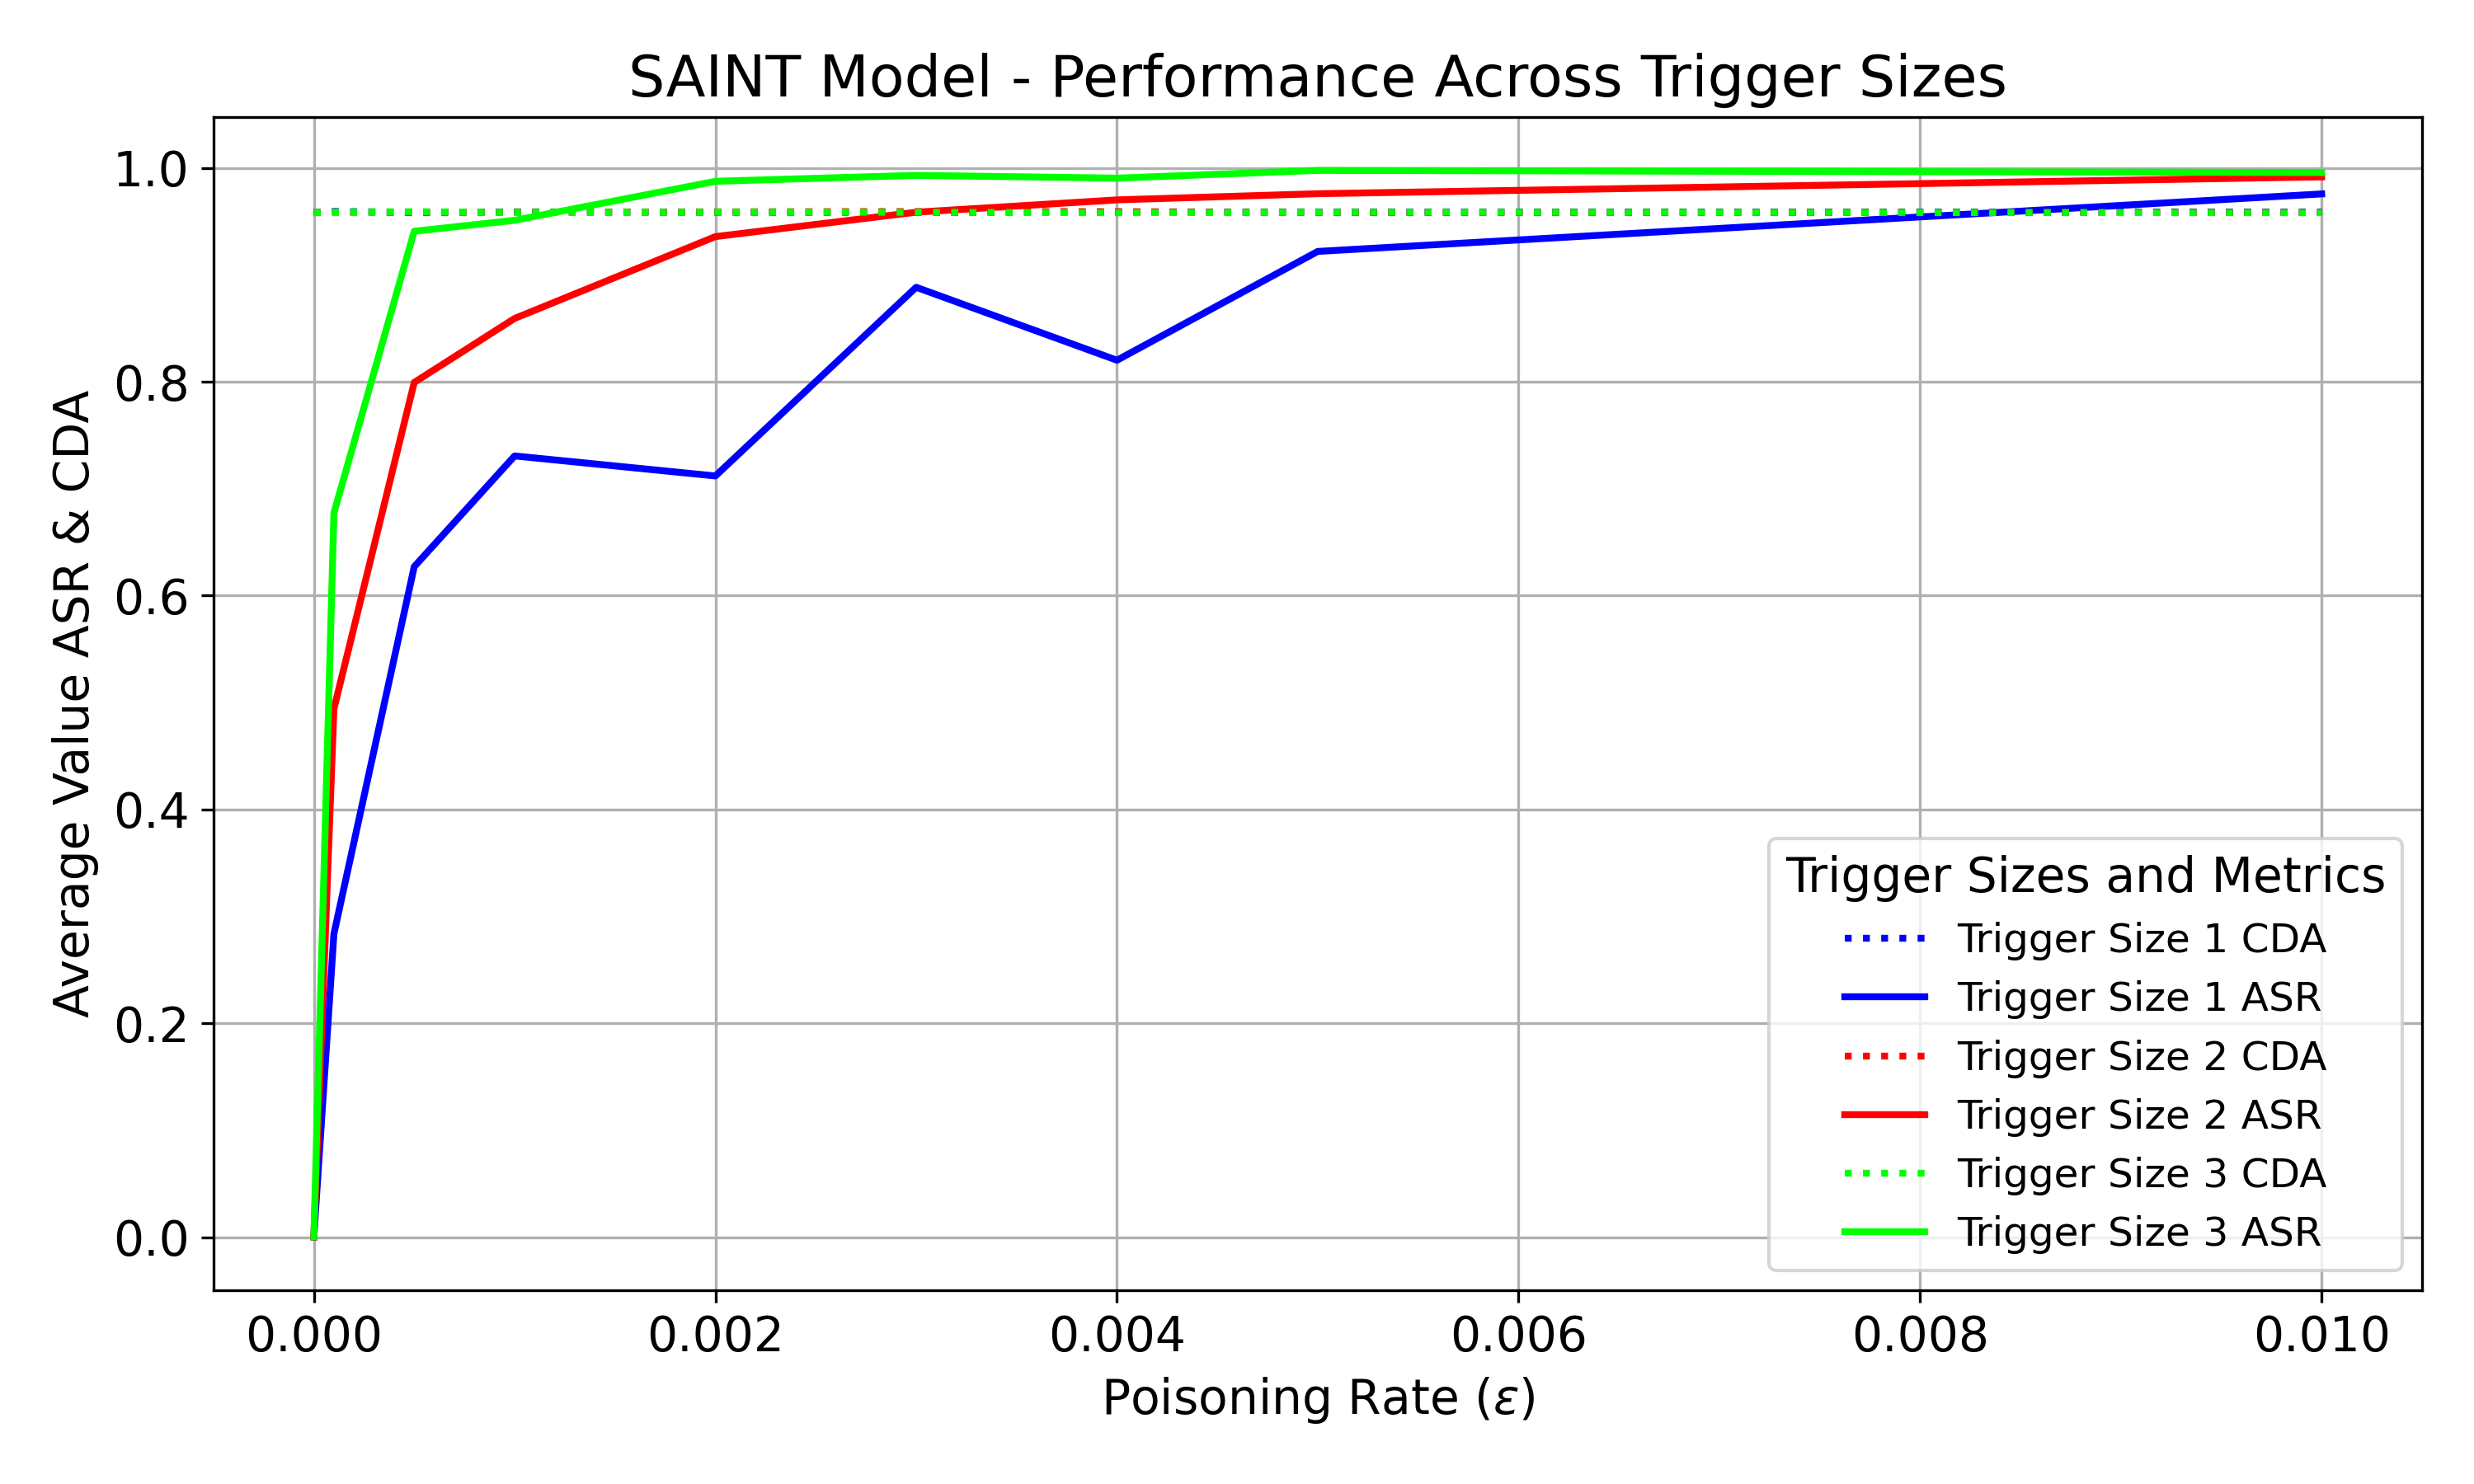 SAINT Model - Performance Across Trigger Sizes
Average Value ASR & CDA
1.0
0.8
0.6
0.4
0.2
0.0
0.000 0.002 0.004 0.006 0.008 0.010
Poisoning Rate (ε)
Trigger Sizes and Metrics
Trigger Size 1 CDA
Trigger Size 1 ASR
Trigger Size 2 CDA
Trigger Size 2 ASR
Trigger Size 3 CDA
Trigger Size 3 ASR